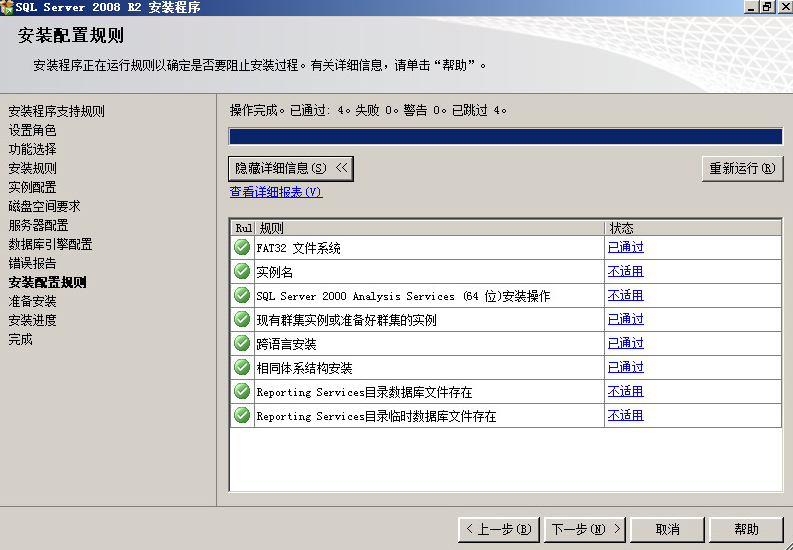 SQL Server 2008 R2 安装程序
安装配置规则
安装程序正在运行规则以确定是否要阻止安装过程。有关详细信息，请单击“帮助”。
安装程序支持规则
设置角色
功能选择
安装规则
实例配置
磁盘空间要求
服务器配置
数据库引擎配置
错误报告
安装配置规则
准备安装
安装进度
完成
操作完成。已通过: 4。失败 0。警告 0。已跳过 4。
隐藏详细信息(S) <<
重新运行(R)
查看详细报表(V)
Rul 规则 状态
FAT32 文件系统 已通过
实例名 不适用
SQL Server 2000 Analysis Services (64 位)安装操作 不适用
现有群集实例或准备好群集的实例 已通过
跨语言安装 已通过
相同体系结构安装 已通过
Reporting Services目录数据库文件存在 不适用
Reporting Services目录临时数据库文件存在 不适用
< 上一步(B) 下一步(N) > 取消 帮助